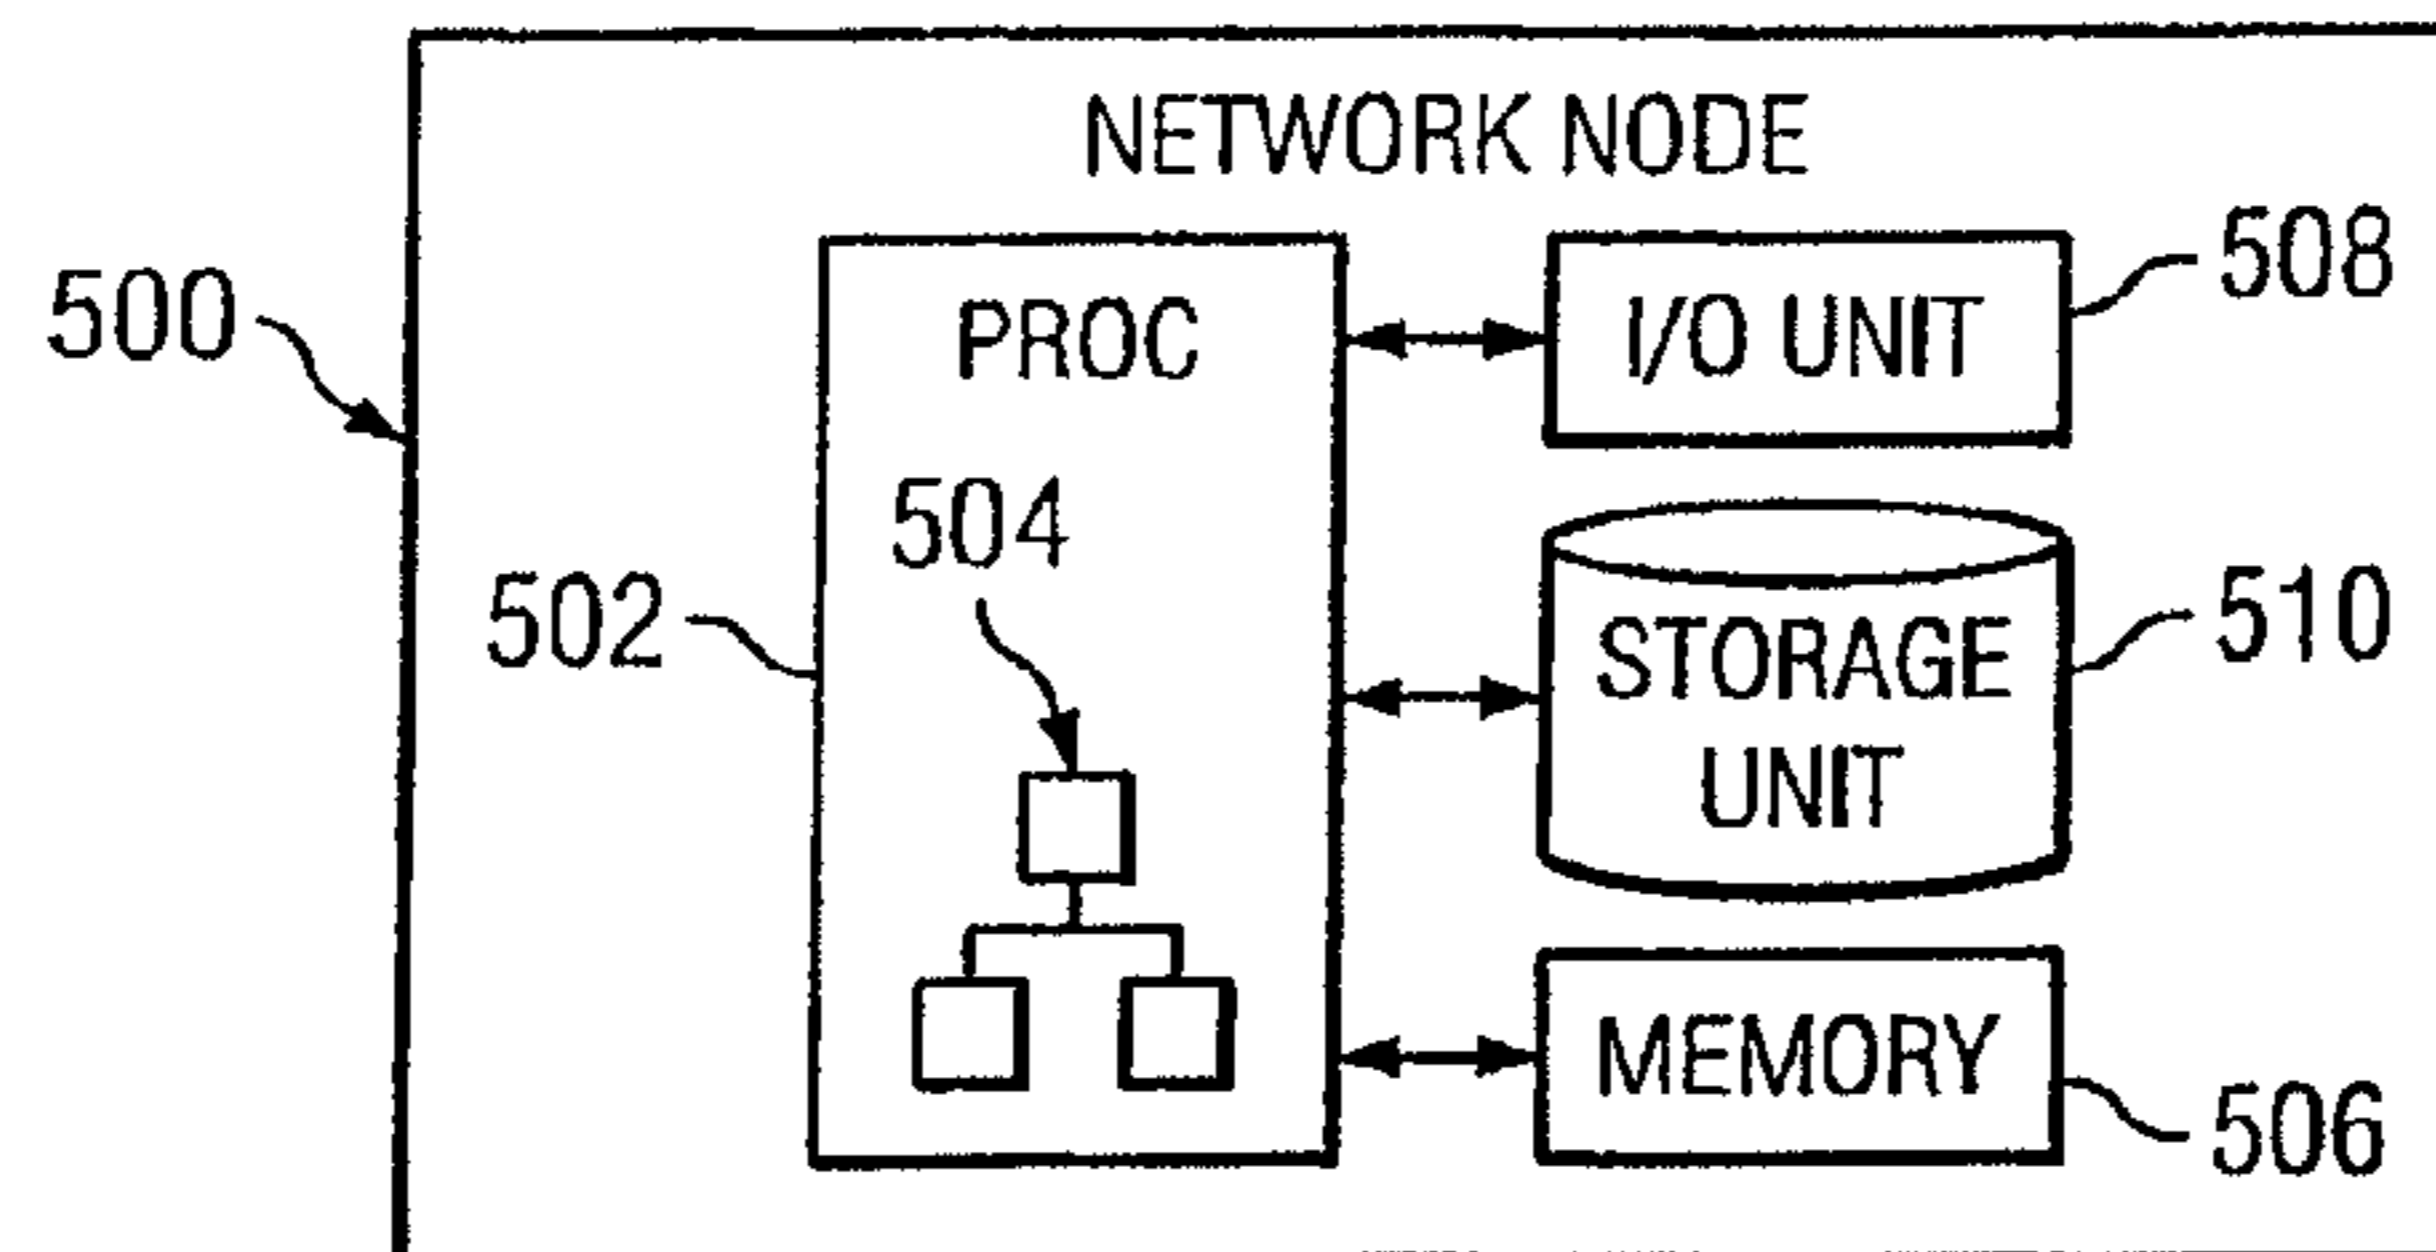 NETWORK NODE
508
500
PROC
I/O UNIT
504
502
510
STORAGE
UNIT
MEMORY
506